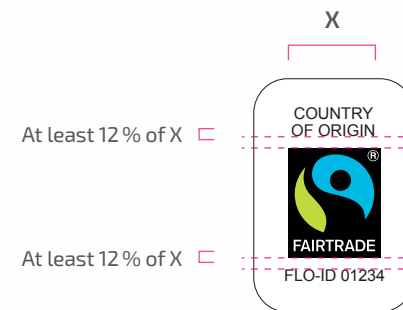 X
COUNTRY
OF ORIGIN
At least 12 % of X
®
FAIRTRADE
At least 12 % of X
FLO-ID 01234